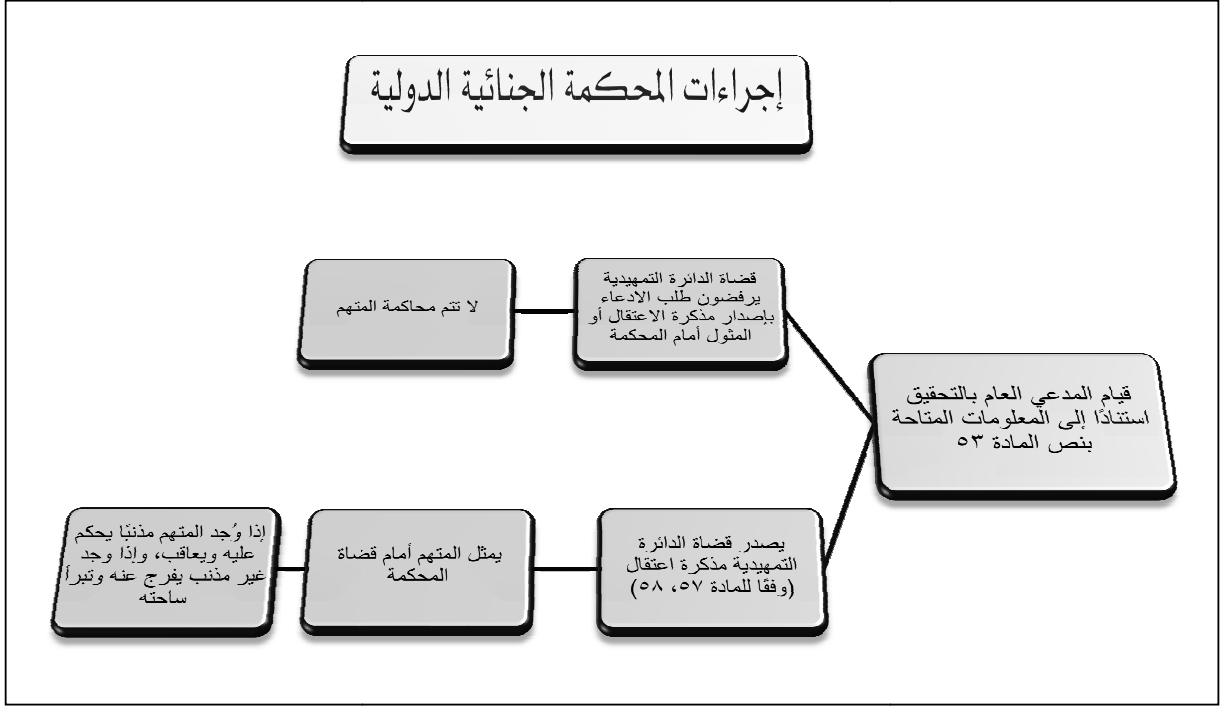 إجراءات المحكمة الجنائية الدولية
قيام المدعي العام بالتحقيق
استنادًا إلى المعلومات المتاحة
بنص المادة ٥٣
قضاة الدائرة التمهيدية
يرفضون طلب الادعاء
بإصدار مذكرة الاعتقال أو
المثول أمام المحكمة
لا تتم محاكمة المتهم
يصدر قضاة الدائرة
التمهيدية مذكرة اعتقال
(وفقًا للمادة ٥٧، ٥٨)
يمثل المتهم أمام قضاة
المحكمة
إذا وُجد المتهم مذنبًا يحكم
عليه ويعاقب، وإذا وجد
غير مذنب يفرج عنه وتبرأ
ساحته